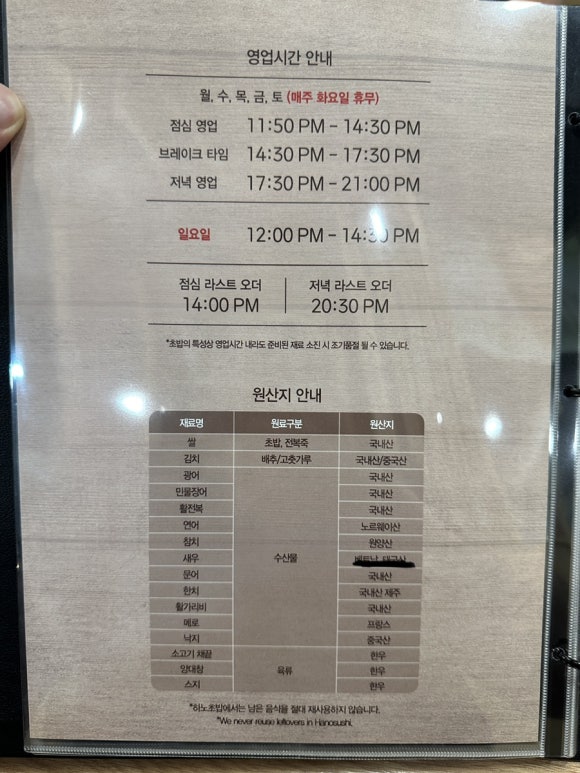 영업시간 안내
월, 수, 목, 금, 토 (매주 화요일 휴무)
점심 영업 11:50 PM - 14:30 PM
브레이크 타임 14:30 PM - 17:30 PM
저녁 영업 17:30 PM - 21:00 PM
일요일 12:00 PM - 14:30 PM
점심 라스트 오더 저녁 라스트 오더
14:00 PM 20:30 PM
*초밥의 특성상 영업시간 내라도 준비된 재료 소진 시 조기품절 될 수 있습니다.
원산지 안내
재료명 원료구분 원산지
쌀 초밥, 전복죽 국내산
김치 배추/고춧가루 국내산/중국산
광어 국내산
민물장어 국내산
활전복 국내산
연어 노르웨이산
참치 원양산
새우 수산물
문어 국내산
한치 국내산 제주
활가리비 국내산
메로 프랑스
낙지 중국산
소고기 채끝 한우
양대창 육류 한우
스지 한우
*히노초밥에서는 남은 음식을 절대 재사용하지 않습니다.
*We never reuse leftovers in Hinosushi.